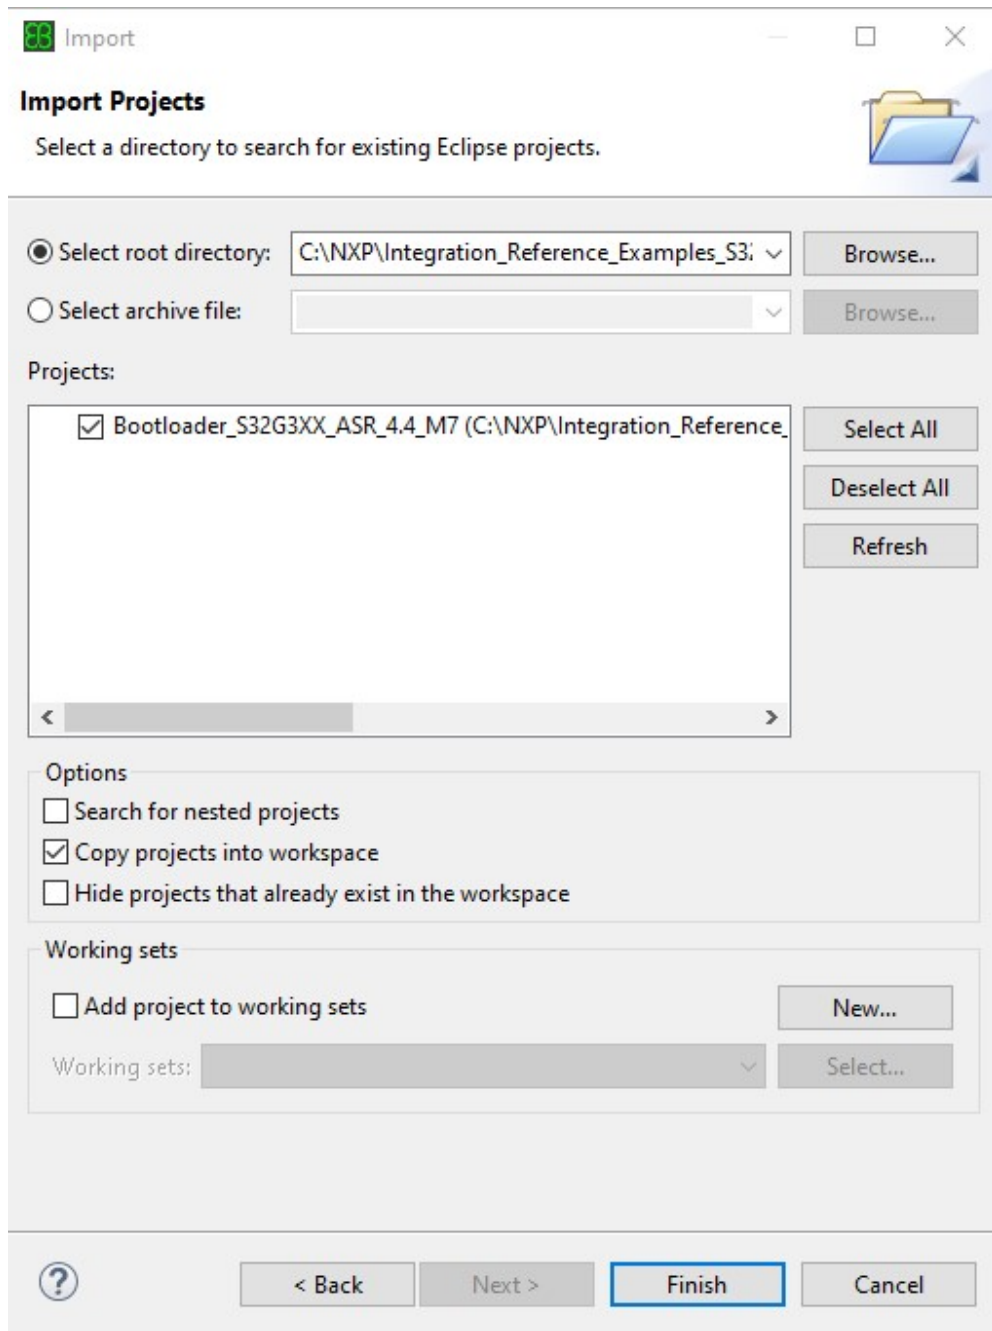 EB Import
Import Projects
Select a directory to search for existing Eclipse projects.
Select root directory: C:\NXP\Integration_Reference_Examples_S32 Browse...
Select archive file: Browse...
Projects:
Bootloader_S32G3XX_ASR_4.4_M7 (C:\NXP\Integration_Reference_ Select All
Deselect All
Refresh
Options
Search for nested projects
Copy projects into workspace
Hide projects that already exist in the workspace
Working sets
Add project to working sets New...
Working sets: Select...
? < Back Next > Finish Cancel